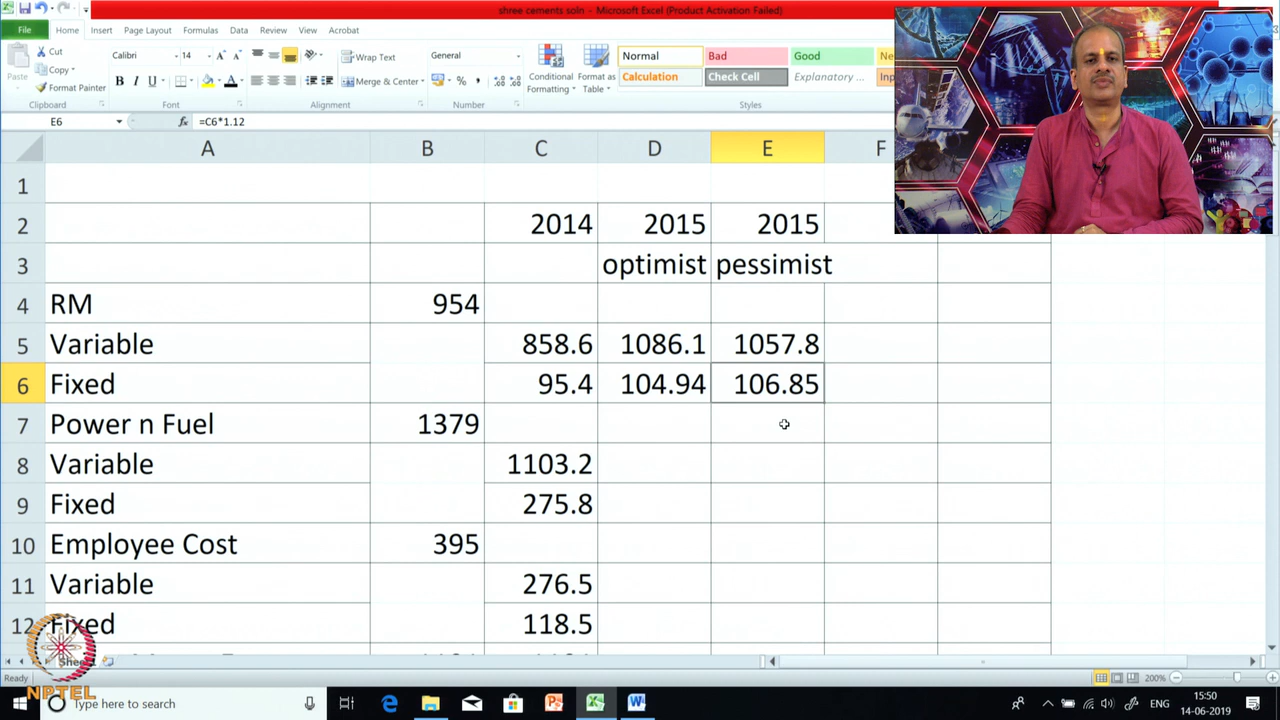 shree cements soln - Microsoft Excel (Product Activation Failed)
File Home Insert Page Layout Formulas Data Review View Acrobat
Cut
Copy
Format Painter
Paste
Clipboard
Calibri 14
B I U
Font
Wrap Text
Merge & Center
Alignment
General
Number
Conditional Formatting
Format as Table
Normal Bad Good
Calculation Check Cell Explanatory ...
Styles
E6 fx =C6*1.12
A B C D E F
1
2 2014 2015 2015
3 optimist pessimist
4 RM 954
5 Variable 858.6 1086.1 1057.8
6 Fixed 95.4 104.94 106.85
7 Power n Fuel 1379
8 Variable 1103.2
9 Fixed 275.8
10 Employee Cost 395
11 Variable 276.5
12 Fixed 118.5
Ready 200%
NPTEL
Type here to search
ENG
15:50
14-06-2019